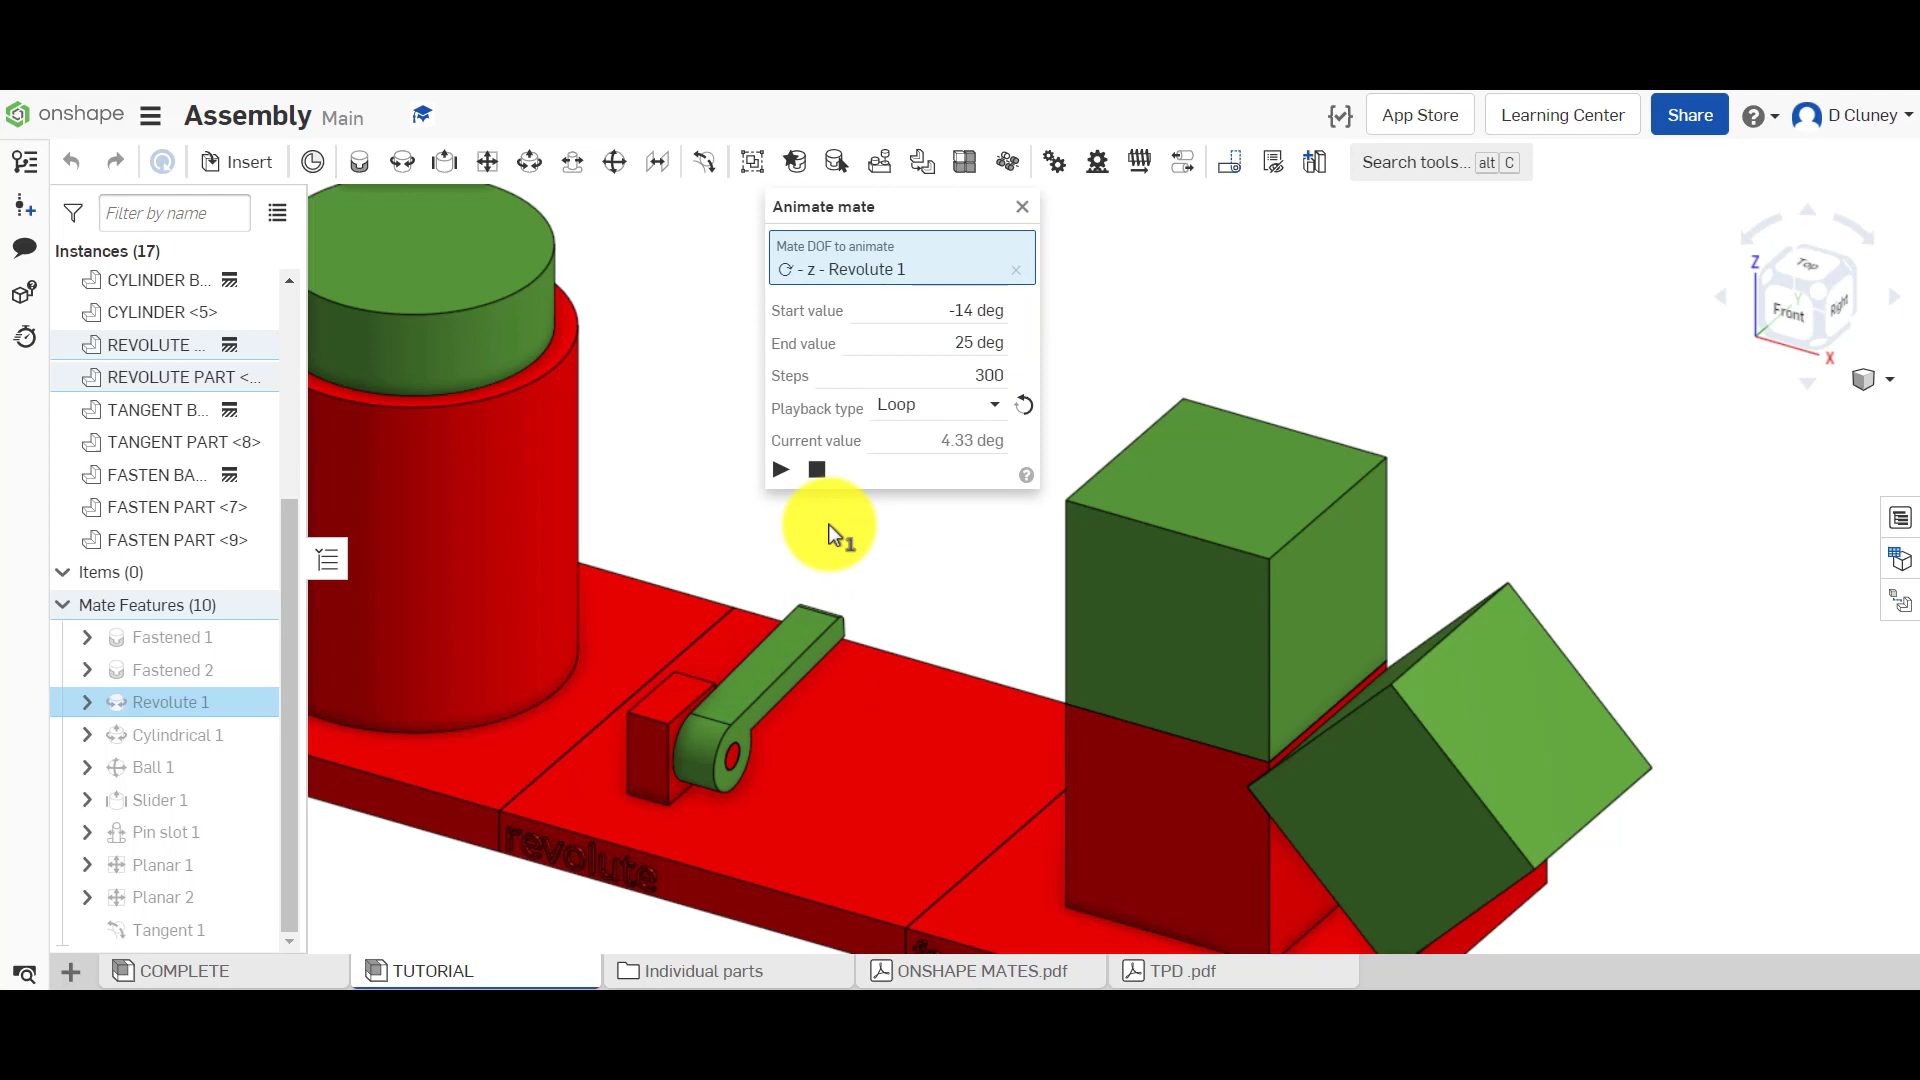 onshape
Assembly Main
App Store
Learning Center
Share
D Cluney
Insert
Search tools... alt C
Filter by name
Instances (17)
CYLINDER B...
CYLINDER <5>
REVOLUTE ...
REVOLUTE PART <...
TANGENT B...
TANGENT PART <8>
FASTEN BA...
FASTEN PART <7>
FASTEN PART <9>
Items (0)
Mate Features (10)
Fastened 1
Fastened 2
Revolute 1
Cylindrical 1
Ball 1
Slider 1
Pin slot 1
Planar 1
Planar 2
Tangent 1
Animate mate
Mate DOF to animate
- z - Revolute 1
Start value -14 deg
End value 25 deg
Steps 300
Playback type Loop
Current value 4.33 deg
1
revolute
Z
Top
Y
Front
Right
X
COMPLETE
TUTORIAL
Individual parts
ONSHAPE MATES.pdf
TPD .pdf